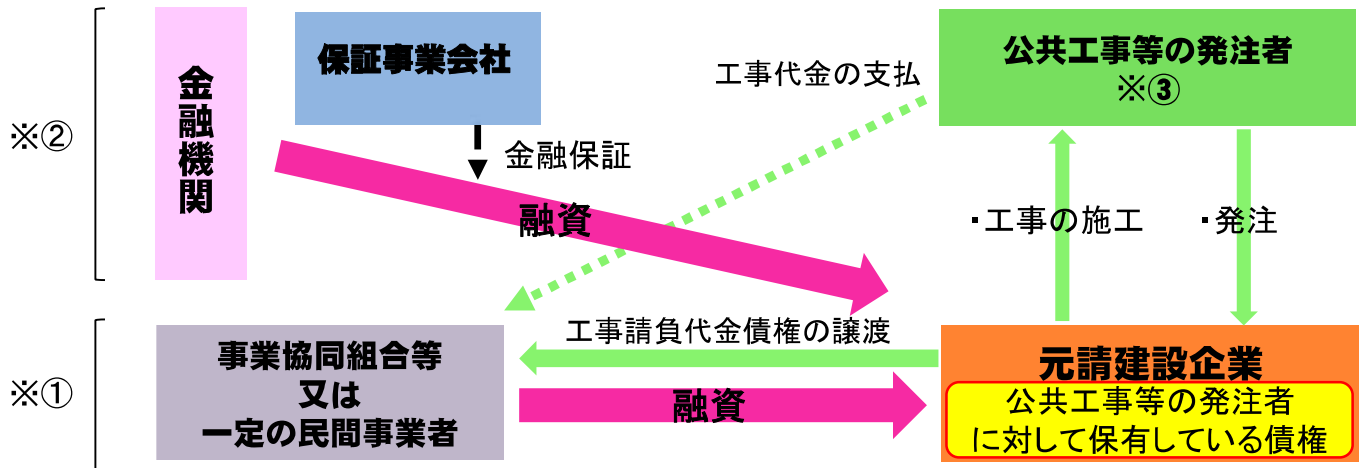 ※②
金融機関
保証事業会社
金融保証
融資
工事代金の支払
公共工事等の発注者
※③
・工事の施工
・発注
※①
事業協同組合等
又は
一定の民間事業者
工事請負代金債権の譲渡
融資
元請建設企業
公共工事等の発注者
に対して保有している債権